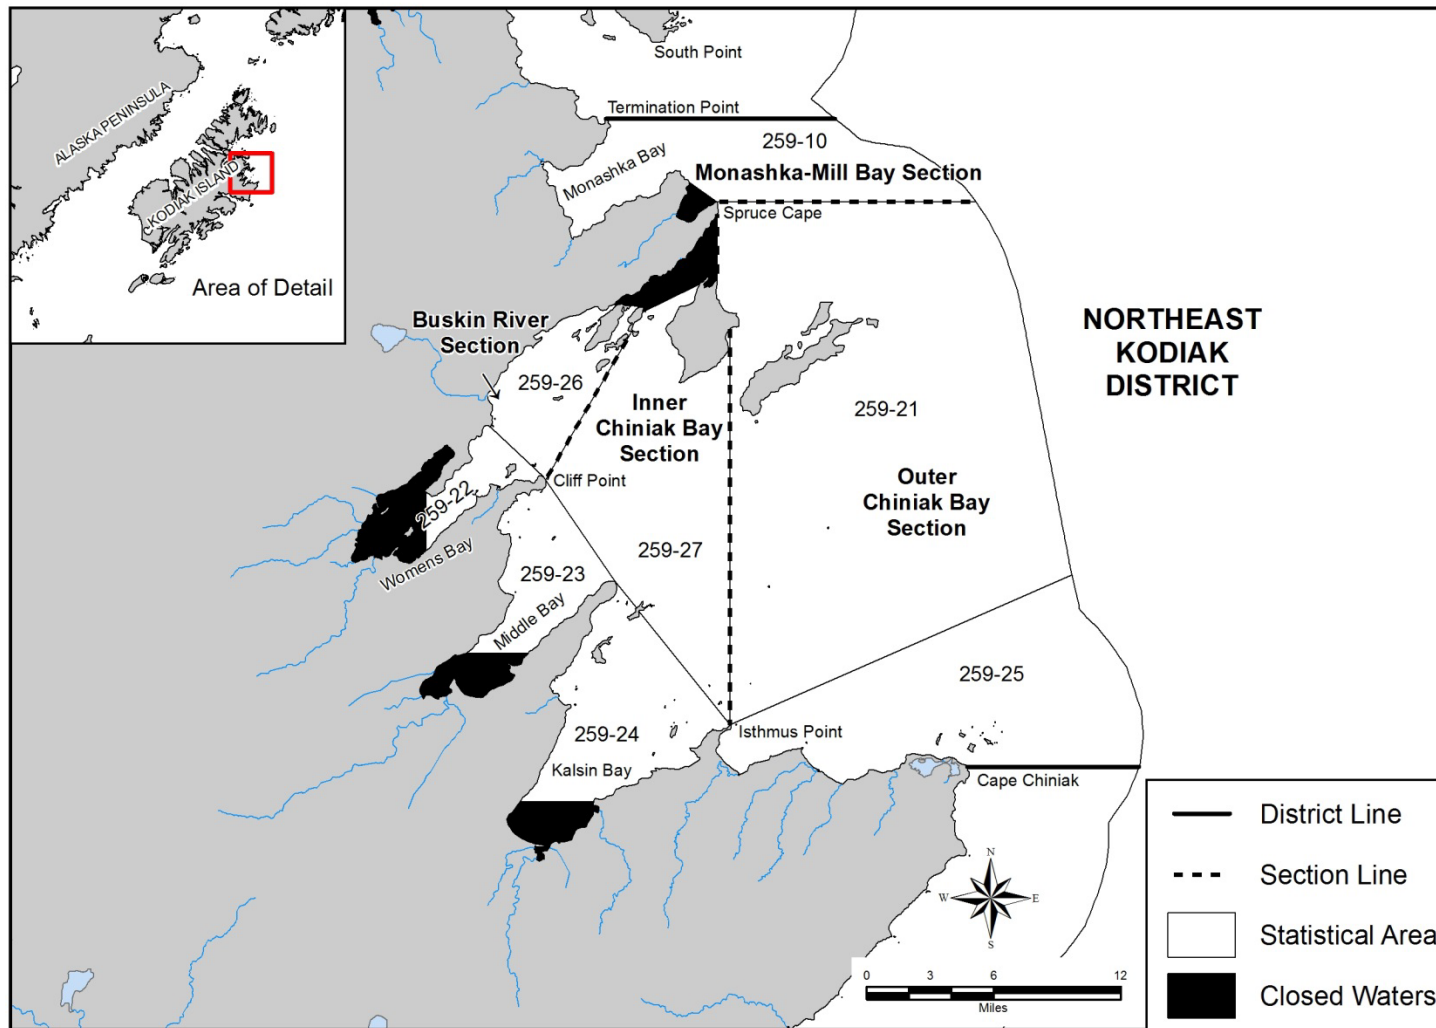 South Point
ALASKA PENINSULA
Termination Point
259-10
Monashka Bay
Monashka-Mill Bay Section
KODIAK ISLAND
Spruce Cape
Area of Detail
Buskin River
Section
NORTHEAST
KODIAK
DISTRICT
259-26
Inner
Chiniak Bay
Section
259-21
Cliff Point
Outer
Chiniak Bay
Section
259-22
Womens Bay
259-27
259-23
Middle Bay
259-25
259-24
Isthmus Point
Kalsin Bay
Cape Chiniak
District Line
N
W
E
S
Section Line
Statistical Area
0 3 6 12
Miles
Closed Waters